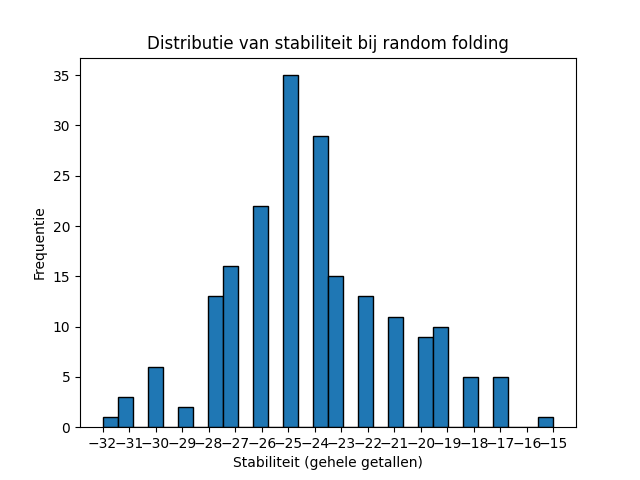 Distributie van stabiliteit bij random folding
35
30
25
20
15
10
5
0
Frequentie
−32 −31 −30 −29 −28 −27 −26 −25 −24 −23 −22 −21 −20 −19 −18 −17 −16 −15
Stabiliteit (gehele getallen)